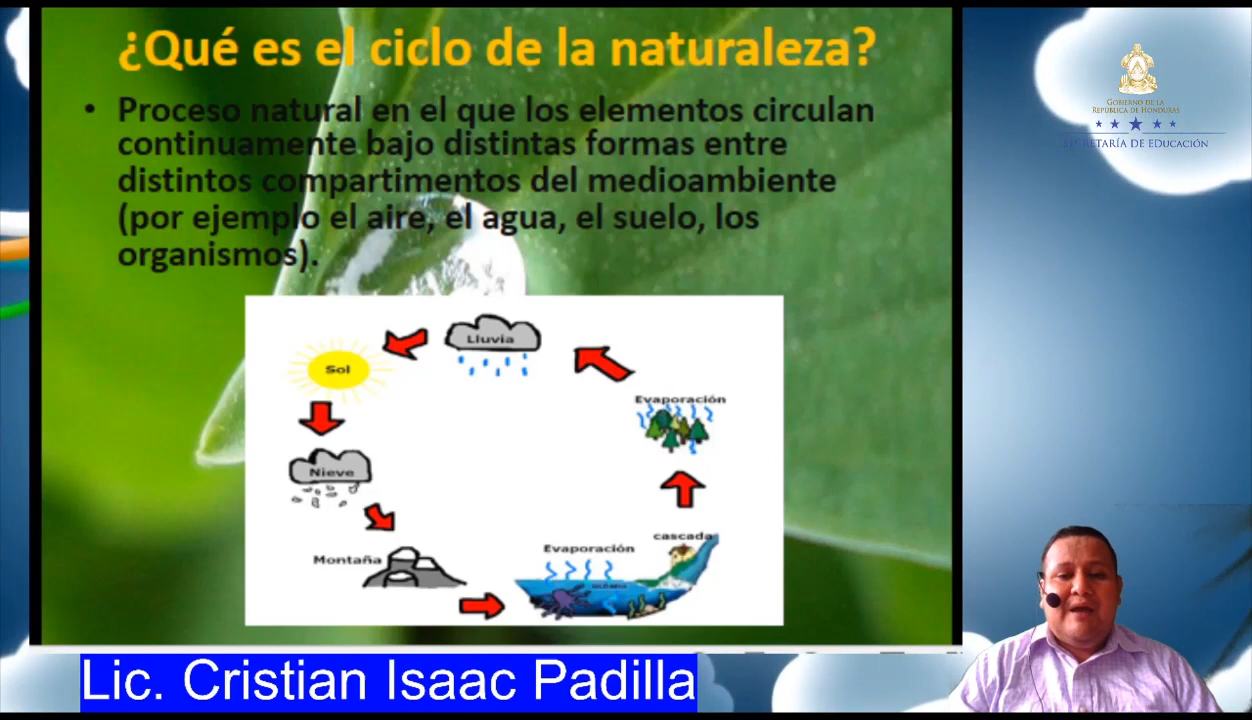 ¿Qué es el ciclo de la naturaleza?
• Proceso natural en el que los elementos circulan
continuamente bajo distintas formas entre
distintos compartimentos del medioambiente
(por ejemplo el aire, el agua, el suelo, los
organismos).
GOBIERNO DE LA
REPÚBLICA DE HONDURAS
SECRETARÍA DE EDUCACIÓN
Lluvia
Sol
Evaporación
Nieve
cascada
Evaporación
Montaña
Lic. Cristian Isaac Padilla